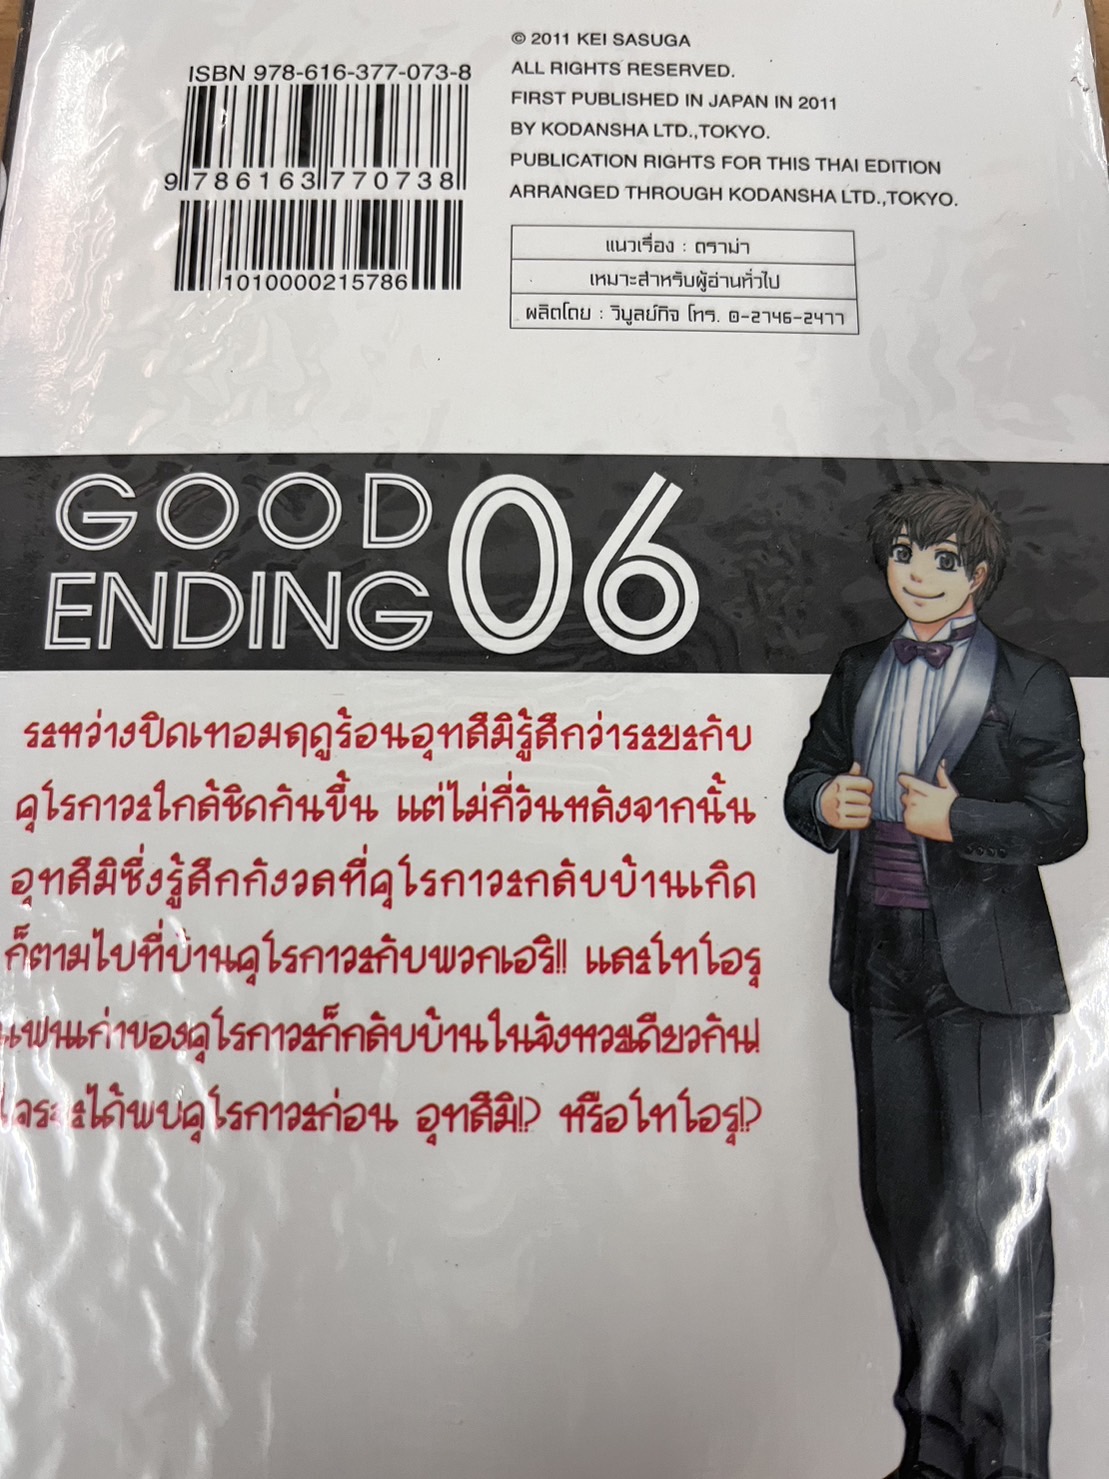 ISBN 978-616-377-073-8
9 786163 770738
1010000215786
© 2011 KEI SASUGA
ALL RIGHTS RESERVED.
FIRST PUBLISHED IN JAPAN IN 2011
BY KODANSHA LTD.,TOKYO.
PUBLICATION RIGHTS FOR THIS THAI EDITION
ARRANGED THROUGH KODANSHA LTD.,TOKYO.
แนวเรื่อง : ดราม่า
เหมาะสำหรับผู้อ่านทั่วไป
ผลิตโดย : วิบูลย์กิจ โทร. 0-2746-2477
GOOD
ENDING 06
ระหว่างปิดเทอมฤดูร้อนอุทสึมิรู้สึกว่าระยะกับ
คุโรกาวะใกล้ชิดกันขึ้น แต่ไม่กี่วันหลังจากนั้น
อุทสึมิซึ่งรู้สึกกังวลที่คุโรกาวะกลับบ้านเกิด
ก็ตามไปที่บ้านคุโรกาวะกับพวกเอริ!! และโทโอรุ
แฟนเก่าของคุโรกาวะก็กลับบ้านในจังหวะเดียวกัน!
ใครจะได้พบคุโรกาวะก่อน อุทสึมิ!? หรือโทโอรุ!?